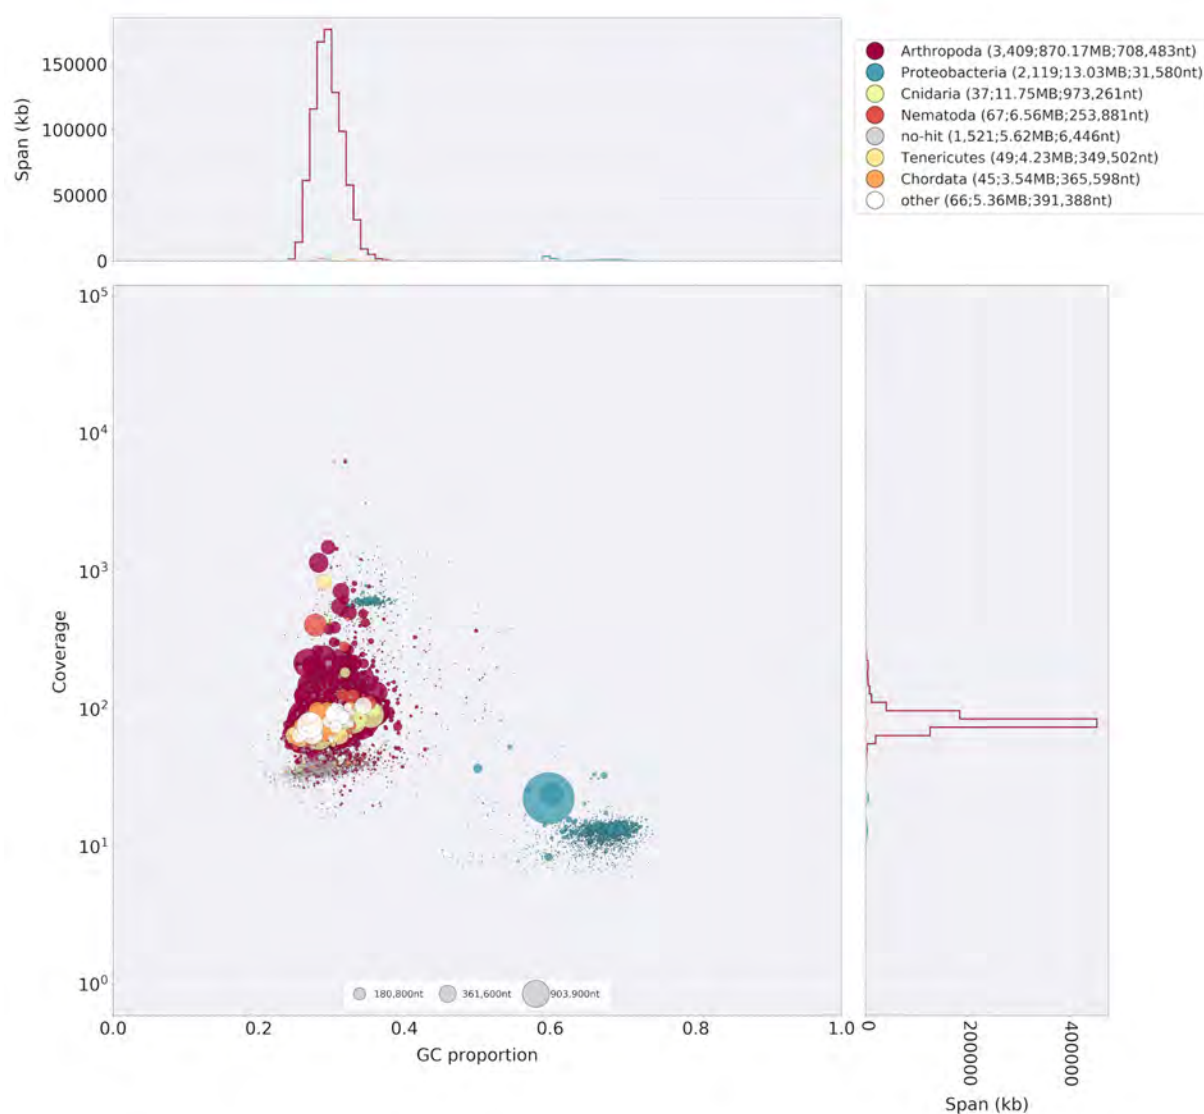 Span (kb)
150000
100000
50000
0
Arthropoda (3,409;870.17MB;708,483nt)
Proteobacteria (2,119;13.03MB;31,580nt)
Cnidaria (37;11.75MB;973,261nt)
Nematoda (67;6.56MB;253,881nt)
no-hit (1,521;5.62MB;6,446nt)
Tenericutes (49;4.23MB;349,502nt)
Chordata (45;3.54MB;365,598nt)
other (66;5.36MB;391,388nt)
Coverage
10⁵
10⁴
10³
10²
10¹
10⁰
180,800nt 361,600nt 903,900nt
0.0 0.2 0.4 0.6 0.8 1.0
GC proportion
0 200000 400000
Span (kb)